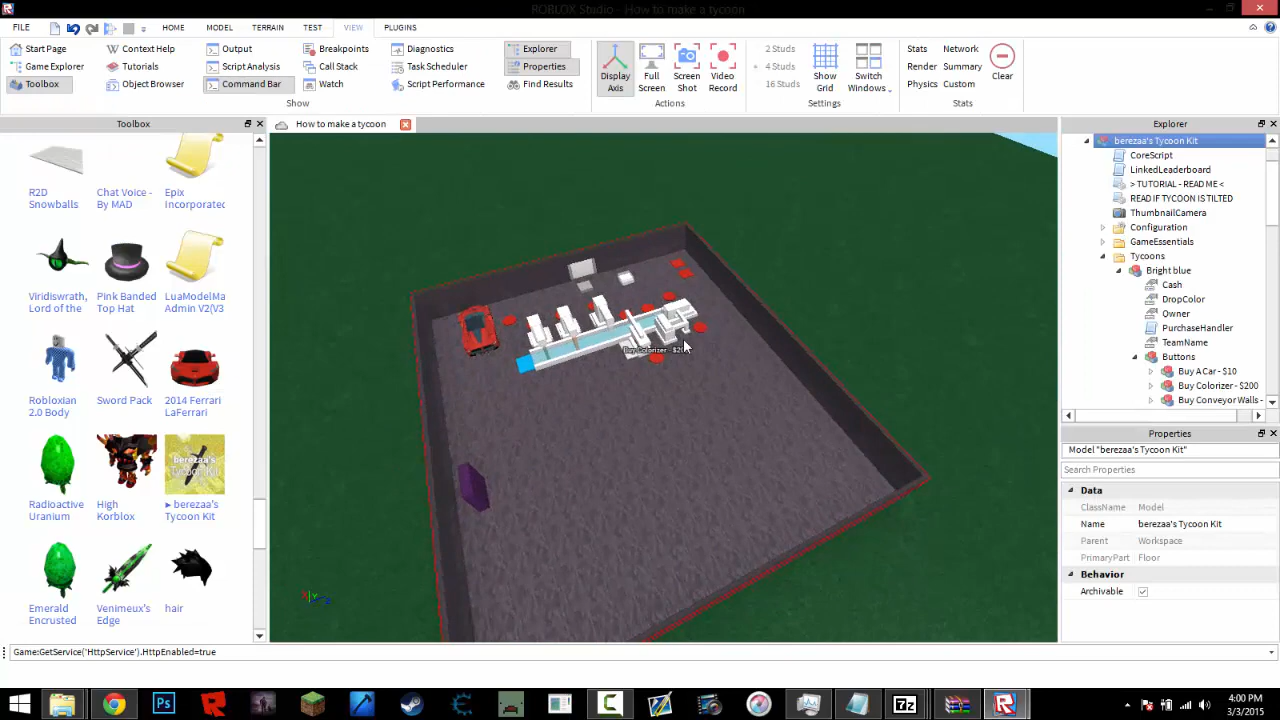 ROBLOX Studio - How to make a tycoon
FILE HOME MODEL TERRAIN TEST VIEW PLUGINS
Start Page Context Help Output Breakpoints Diagnostics Explorer 2 Studs Stats Network
Game Explorer Tutorials Script Analysis Call Stack Task Scheduler Properties 4 Studs Render Summary
Toolbox Object Browser Command Bar Watch Script Performance Find Results 16 Studs Physics Custom
Display Axis Full Screen Screen Shot Video Record Show Grid Switch Windows Clear
Show Actions Settings Stats
Toolbox
How to make a tycoon
Explorer
R2D Snowballs
Chat Voice - By MAD
Epix Incorporated
Viridiswrath, Lord of the
Pink Banded Top Hat
LuaModelMa Admin V2(V3
Robloxian 2.0 Body
Sword Pack
2014 Ferrari LaFerrari
Radioactive Uranium
High Korblox
► berezaa's Tycoon Kit
Emerald Encrusted
Venimeux's Edge
hair
berezaa's Tycoon Kit
CoreScript
LinkedLeaderboard
> TUTORIAL - READ ME <
READ IF TYCOON IS TILTED
ThumbnailCamera
Configuration
GameEssentials
Tycoons
Bright blue
Cash
DropColor
Owner
PurchaseHandler
TeamName
Buttons
Buy A Car - $10
Buy Colorizer - $200
Buy Conveyor Walls -
Properties
Model "berezaa's Tycoon Kit"
Search Properties
Data
ClassName Model
Name berezaa's Tycoon Kit
Parent Workspace
PrimaryPart Floor
Behavior
Archivable
Buy Colorizer - $20
Game:GetService('HttpService').HttpEnabled=true
4:00 PM
3/3/2015